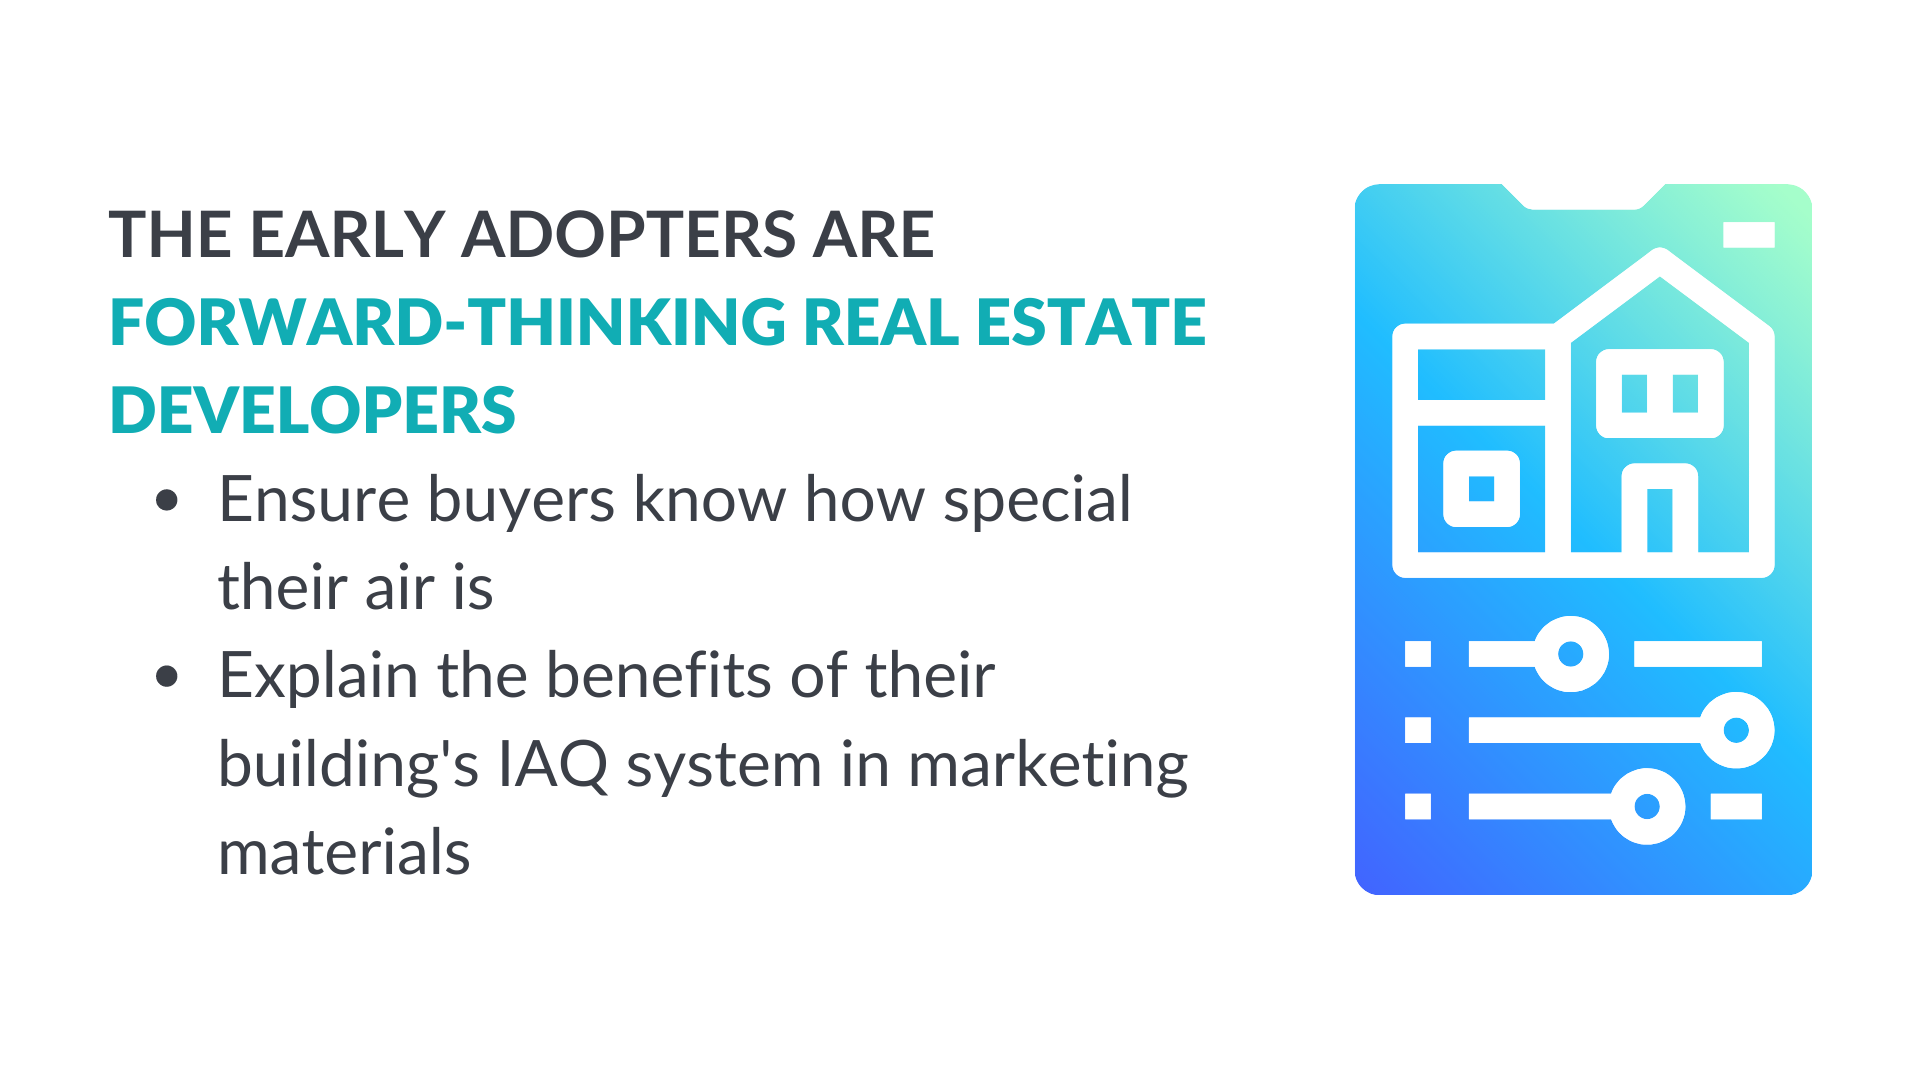 THE EARLY ADOPTERS ARE
FORWARD-THINKING REAL ESTATE
DEVELOPERS
• Ensure buyers know how special
their air is
• Explain the benefits of their
building's IAQ system in marketing
materials